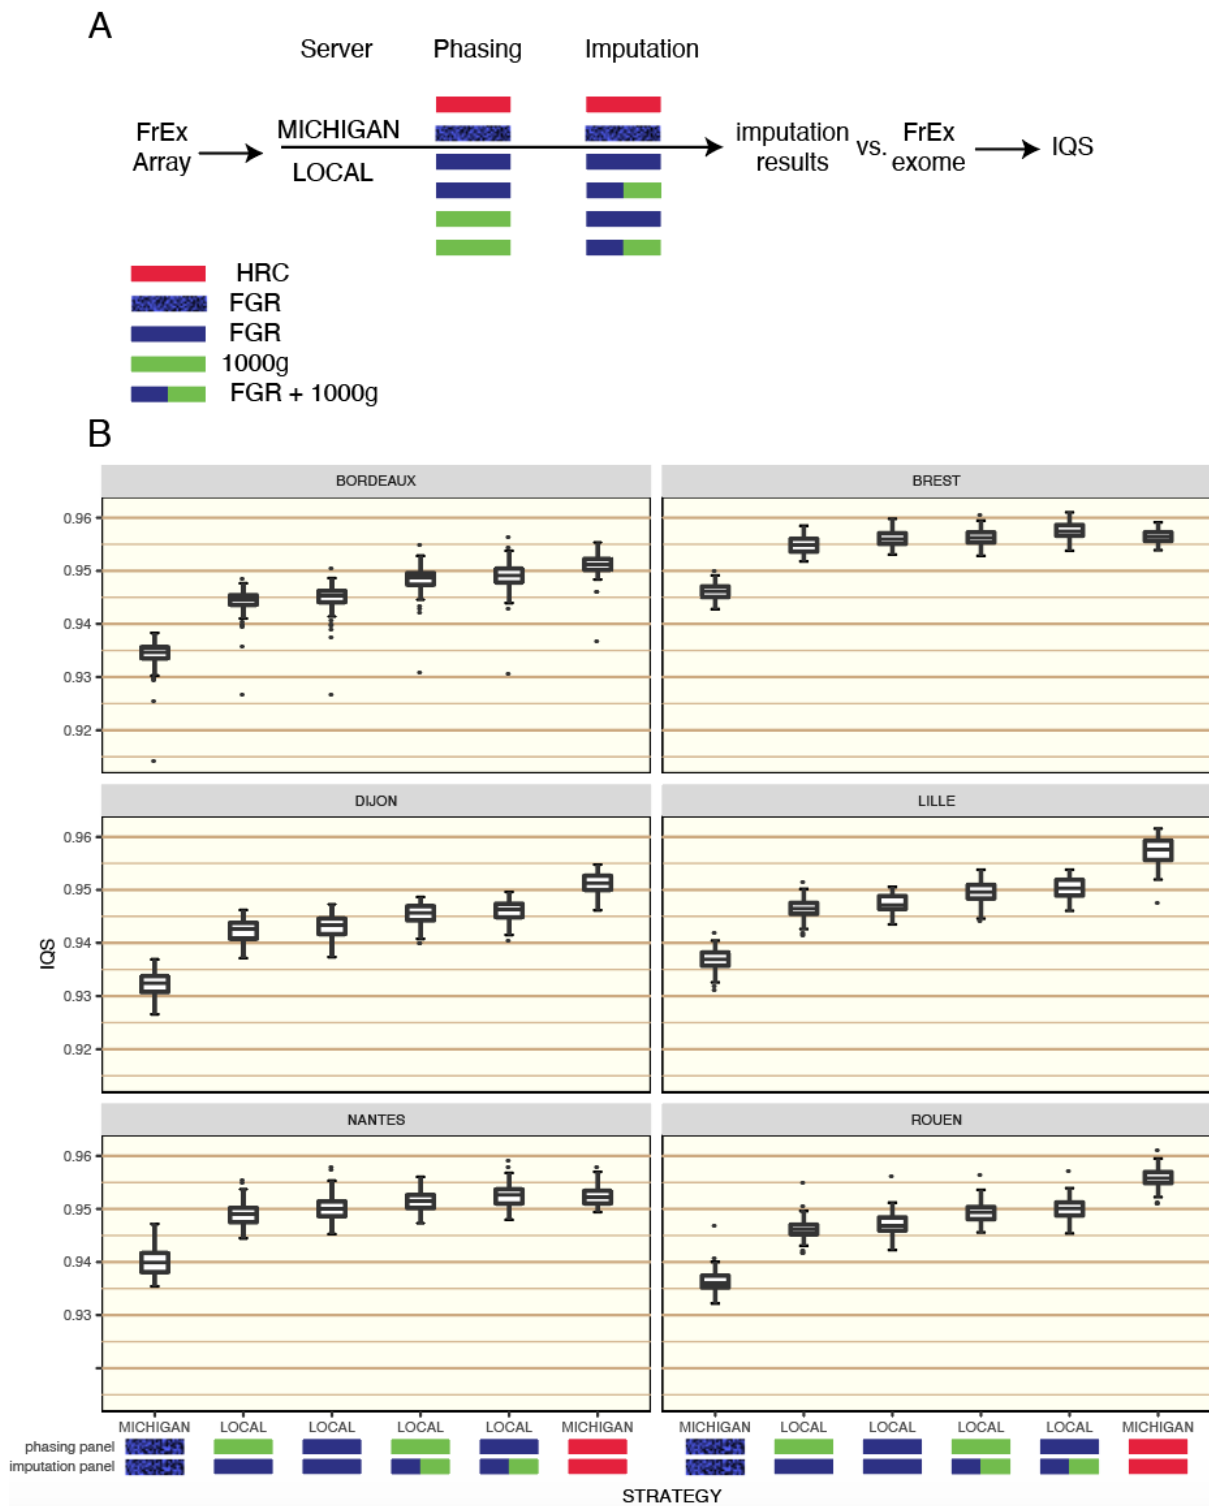 A
Server Phasing Imputation
FrEx Array
MICHIGAN
LOCAL
imputation results vs. FrEx exome
IQS
HRC
FGR
FGR
1000g
FGR + 1000g
B
BORDEAUX
BREST
0.96
0.95
0.94
0.93
0.92
DIJON
LILLE
0.96
0.95
0.94
0.93
0.92
IQS
NANTES
ROUEN
0.96
0.95
0.94
0.93
MICHIGAN LOCAL LOCAL LOCAL LOCAL MICHIGAN MICHIGAN LOCAL LOCAL LOCAL LOCAL MICHIGAN
phasing panel
imputation panel
STRATEGY